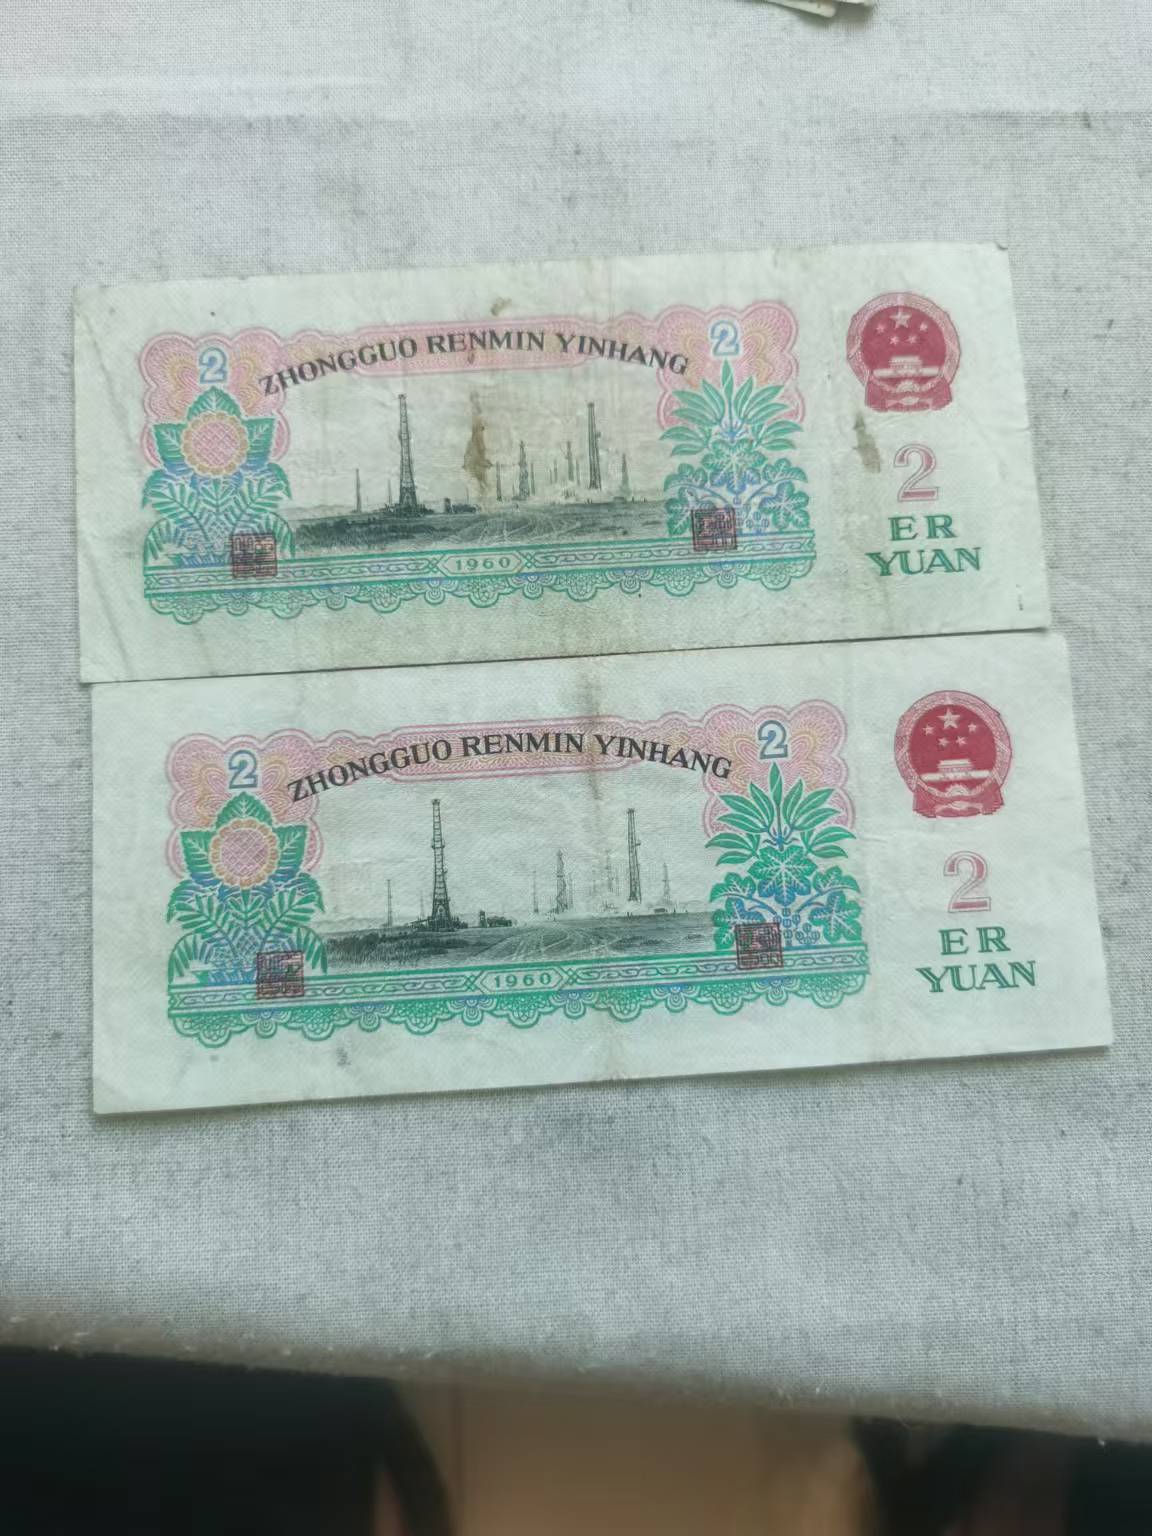 2 2
ZHONGGUO RENMIN YINHANG
2
ER
YUAN
1960
2 2
ZHONGGUO RENMIN YINHANG
2
ER
YUAN
1960